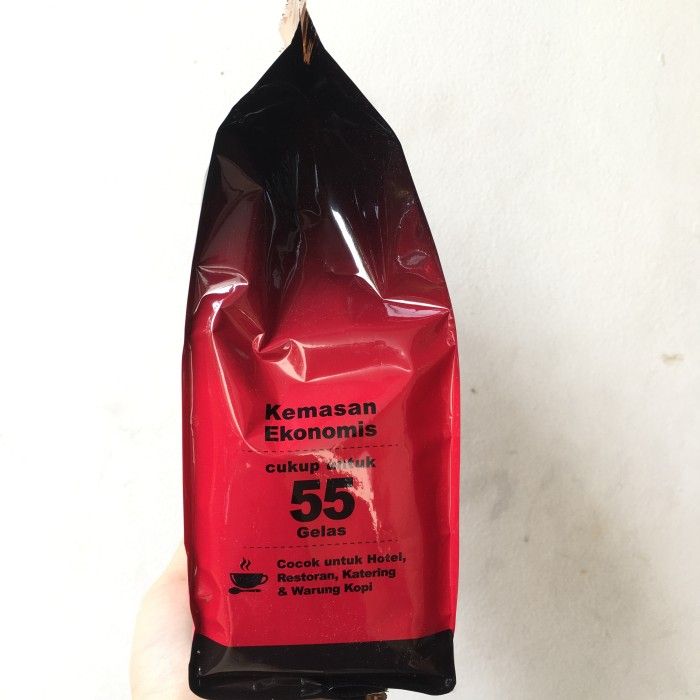 Kemasan
Ekonomis
cukup untuk
55
Gelas
Cocok untuk Hotel,
Restoran, Katering
& Warung Kopi